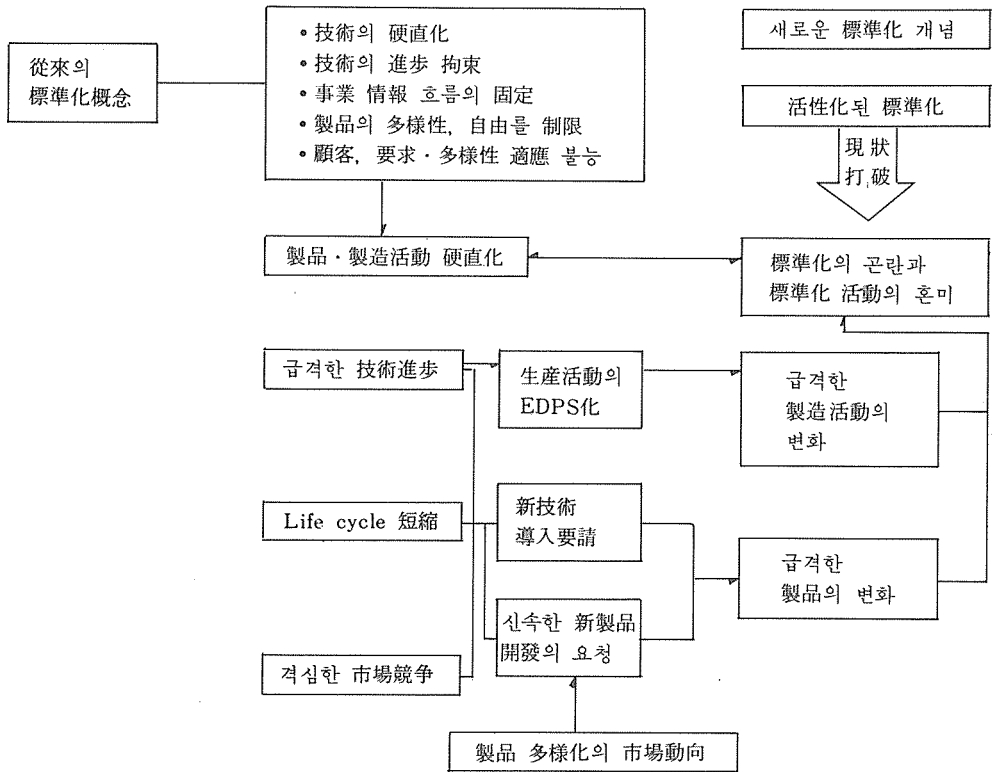 從來의
標準化概念
• 技術의 硬直化
• 技術의 進歩 拘束
• 事業 情報 흐름의 固定
• 製品의 多様性, 自由를 制限
• 顧客, 要求・多様性 適應 불능
새로운 標準化 개념
活性化된 標準化
現狀
打破
製品・製造活動 硬直化
標準化의 곤란과
標準化 活動의 혼미
급격한 技術進歩
生産活動의
EDPS化
급격한
製造活動의
변화
Life cycle 短縮
新技術
導入要請
급격한
製品의 변화
신속한 新製品
開發의 요청
격심한 市場競争
製品 多様化의 市場動向